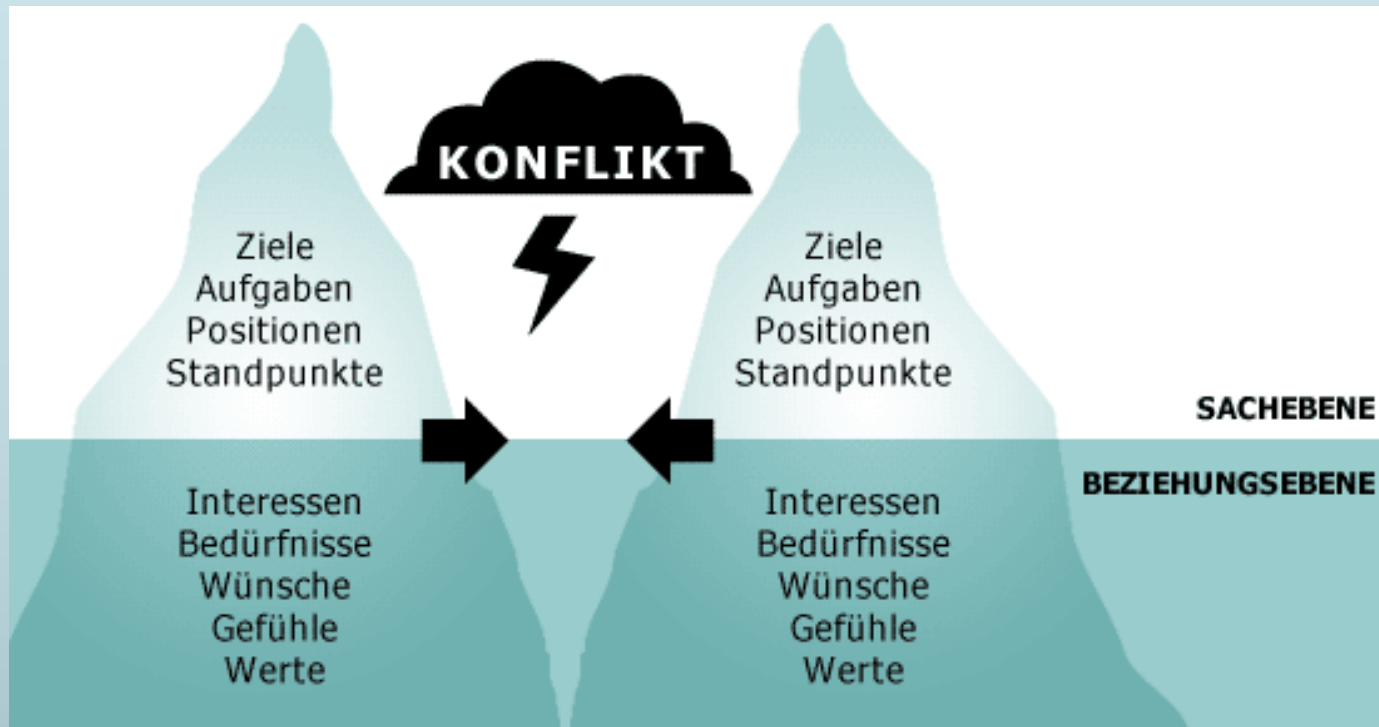 KONFLIKT
Ziele
Aufgaben
Positionen
Standpunkte
Ziele
Aufgaben
Positionen
Standpunkte
SACHEBENE
BEZIEHUNGSEBENE
Interessen
Bedürfnisse
Wünsche
Gefühle
Werte
Interessen
Bedürfnisse
Wünsche
Gefühle
Werte